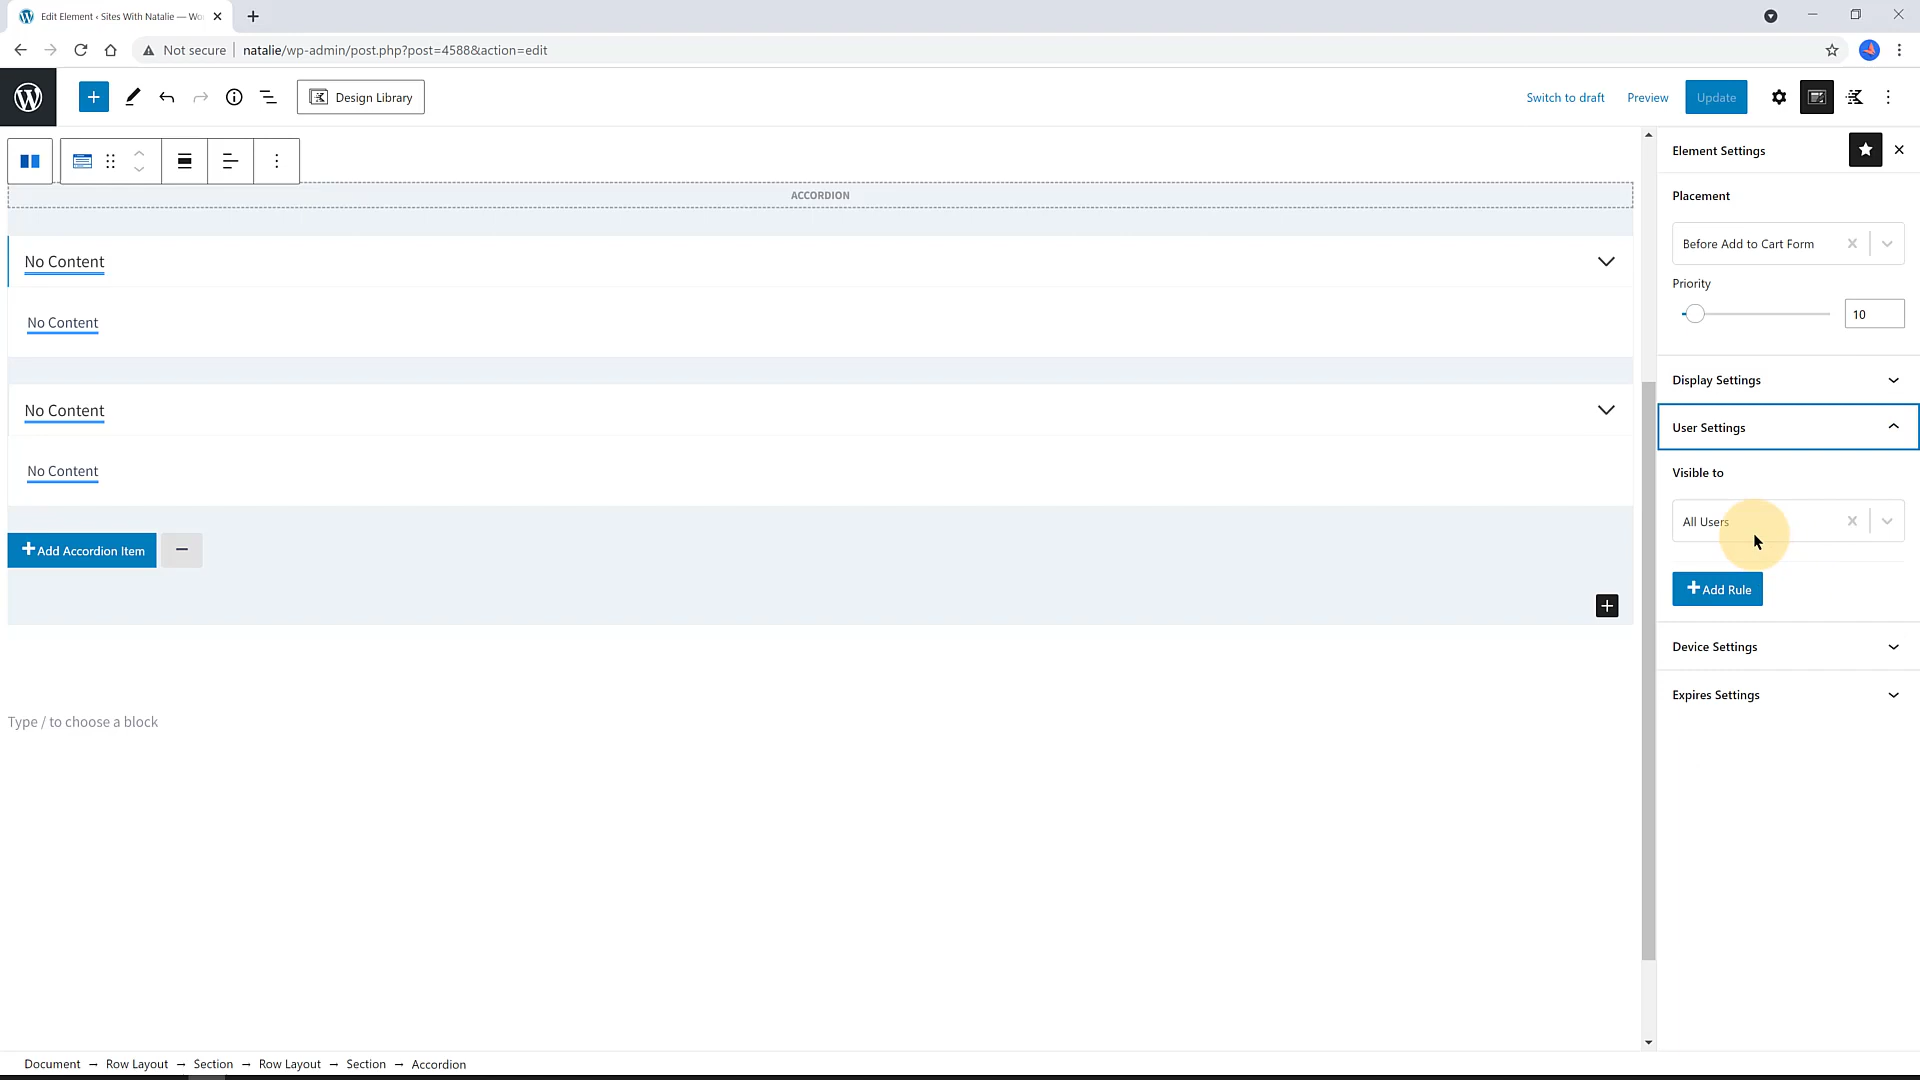 Edit Element ‹ Sites With Natalie — Wo
Not secure
natalie/wp-admin/post.php?post=4588&action=edit
Design Library
Switch to draft
Preview
Update
Element Settings
ACCORDION
Placement
Before Add to Cart Form
Priority
10
No Content
No Content
No Content
No Content
Display Settings
User Settings
Visible to
All Users
+ Add Rule
+ Add Accordion Item
Device Settings
Expires Settings
Type / to choose a block
Document → Row Layout → Section → Row Layout → Section → Accordion